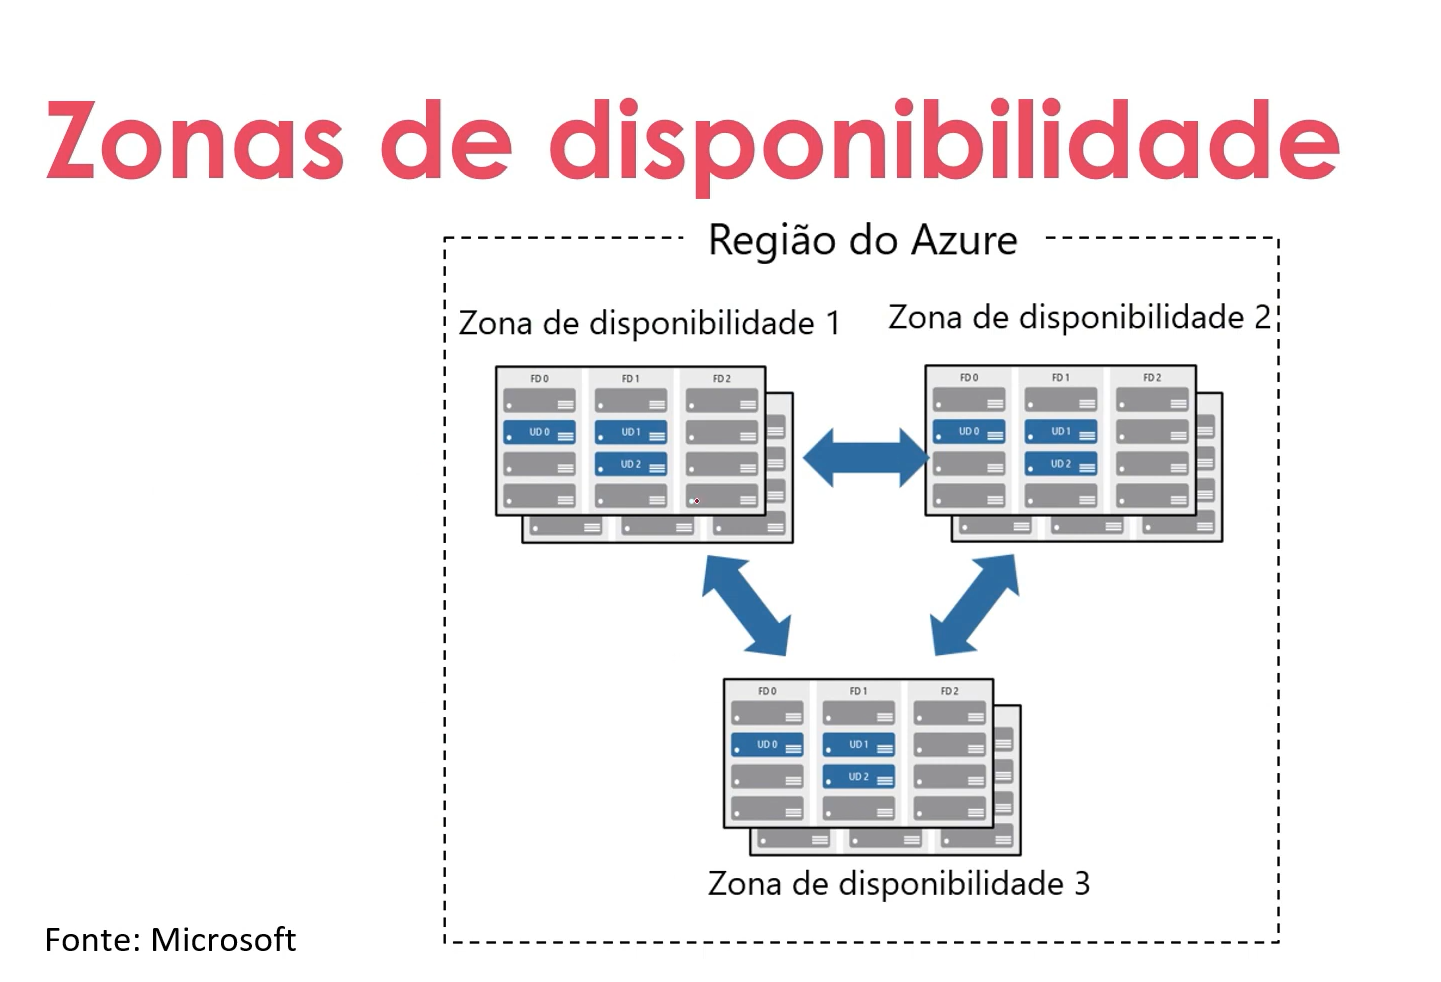 Zonas de disponibilidade
Região do Azure
Zona de disponibilidade 1
Zona de disponibilidade 2
FD 0 FD 1 FD 2
UD 0 UD 1
UD 2
FD 0 FD 1 FD 2
UD 0 UD 1
UD 2
FD 0 FD 1 FD 2
UD 0 UD 1
UD 2
Zona de disponibilidade 3
Fonte: Microsoft